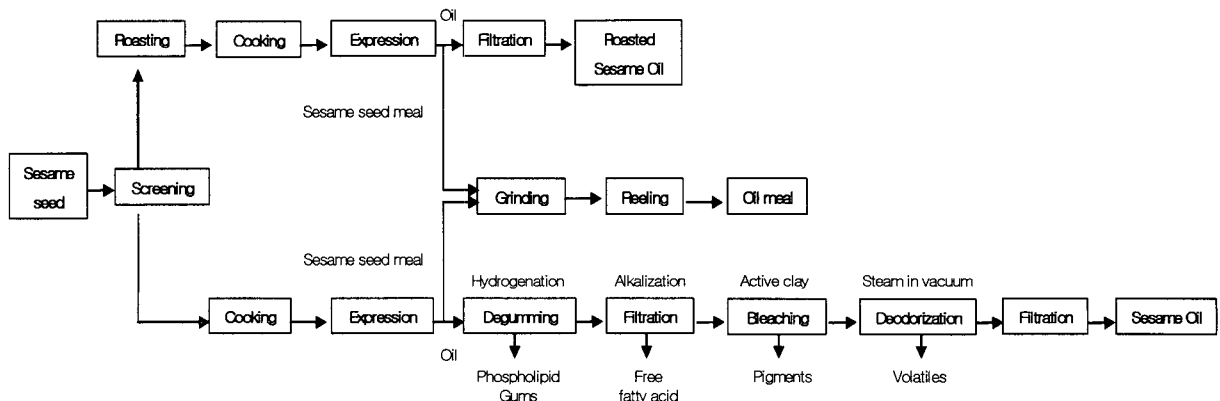 Oil
Roasting
Cooking
Expression
Filtration
Roasted
Sesame Oil
Sesame seed meal
Sesame
seed
Screening
Grinding
Reeling
Oil meal
Sesame seed meal
Hydrogenation
Alkalization
Active clay
Steam in vacuum
Cooking
Expression
Degumming
Filtration
Bleaching
Deodorization
Filtration
Sesame Oil
Oil
Phospholipid
Gums
Free
fatty acid
Pigments
Volatiles